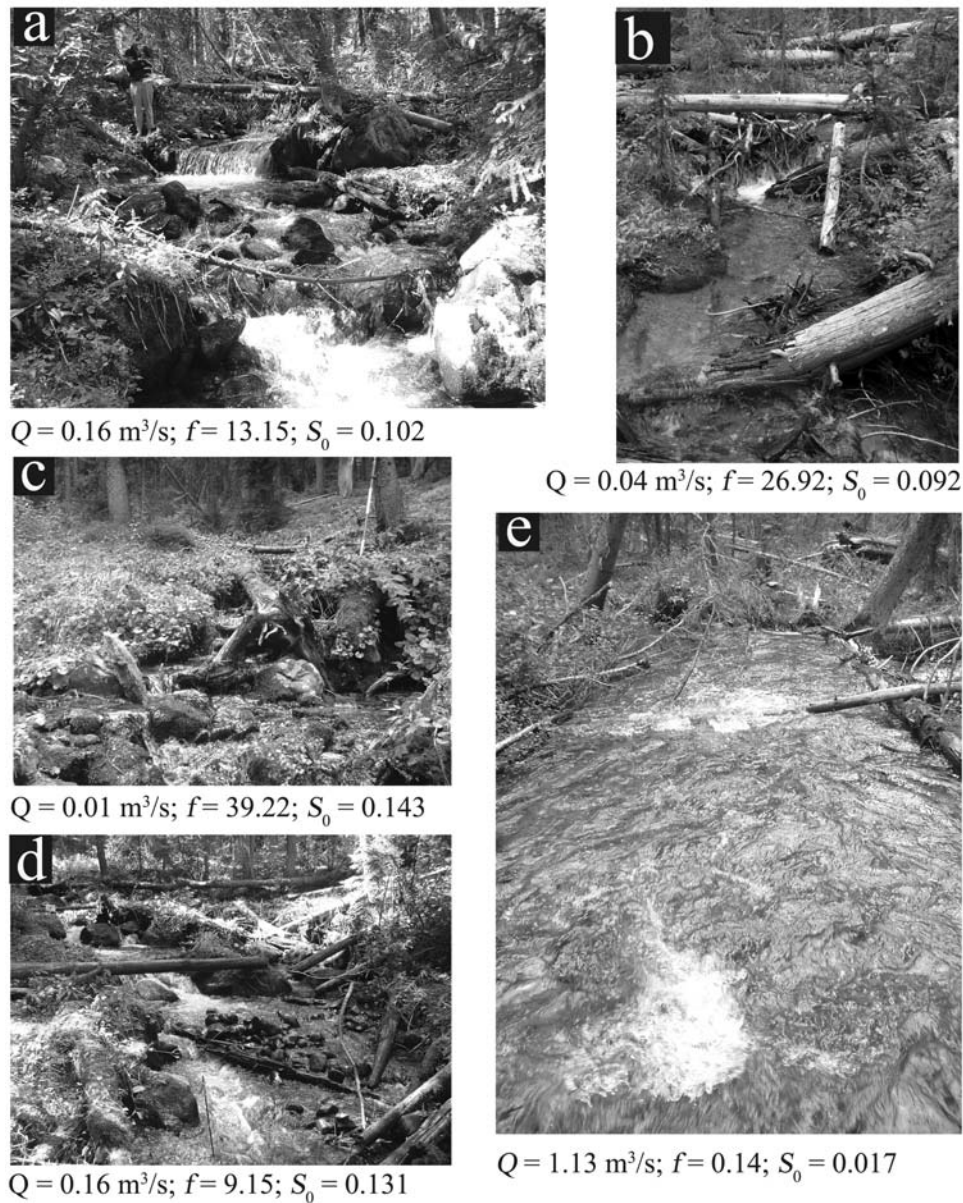 a
Q = 0.16 m³/s; f = 13.15; S₀ = 0.102
b
Q = 0.04 m³/s; f = 26.92; S₀ = 0.092
c
Q = 0.01 m³/s; f = 39.22; S₀ = 0.143
d
Q = 0.16 m³/s; f = 9.15; S₀ = 0.131
e
Q = 1.13 m³/s; f = 0.14; S₀ = 0.017